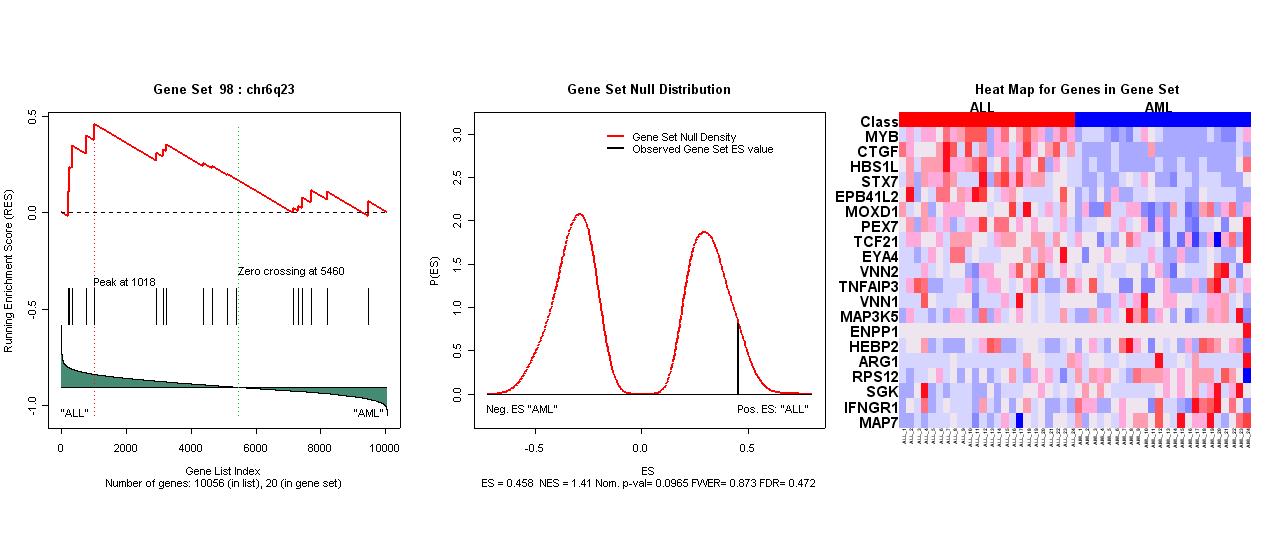 Gene Set 98 : chr6q23
Running Enrichment Score (RES)
0.5
0.0
-0.5
-1.0
Peak at 1018
Zero crossing at 5460
"ALL"
"AML"
0 2000 4000 6000 8000 10000
Gene List Index
Number of genes: 10056 (in list), 20 (in gene set)
Gene Set Null Distribution
P(ES)
3.0
2.5
2.0
1.5
1.0
0.5
0.0
Gene Set Null Density
Observed Gene Set ES value
Neg. ES "AML"
Pos. ES: "ALL"
-0.5 0.0 0.5
ES
ES = 0.458 NES = 1.41 Nom. p-val= 0.0965 FWER= 0.873 FDR= 0.472
Heat Map for Genes in Gene Set
ALL AML
Class
MYB
CTGF
HBS1L
STX7
EPB41L2
MOXD1
PEX7
TCF21
EYA4
VNN2
TNFAIP3
VNN1
MAP3K5
ENPP1
HEBP2
ARG1
RPS12
SGK
IFNGR1
MAP7